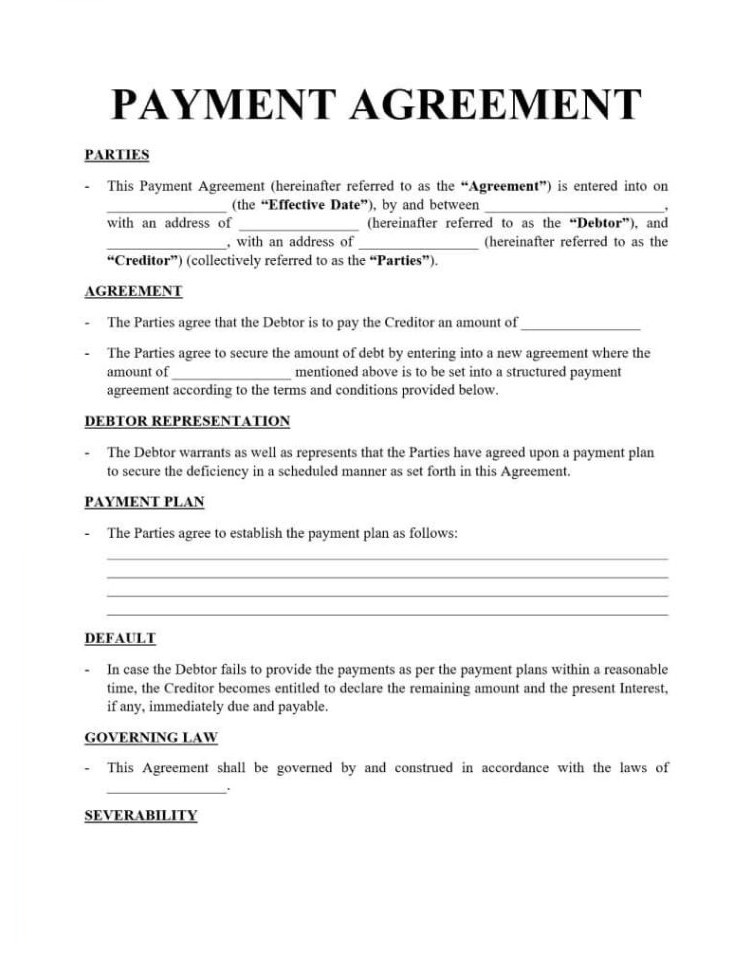 PAYMENT AGREEMENT
PARTIES
- This Payment Agreement (hereinafter referred to as the “Agreement”) is entered into on
________________ (the “Effective Date”), by and between ________________________,
with an address of ________________ (hereinafter referred to as the “Debtor”), and
________________, with an address of ________________ (hereinafter referred to as the
“Creditor”) (collectively referred to as the “Parties”).
AGREEMENT
- The Parties agree that the Debtor is to pay the Creditor an amount of ________________
- The Parties agree to secure the amount of debt by entering into a new agreement where the
amount of ________________ mentioned above is to be set into a structured payment
agreement according to the terms and conditions provided below.
DEBTOR REPRESENTATION
- The Debtor warrants as well as represents that the Parties have agreed upon a payment plan
to secure the deficiency in a scheduled manner as set forth in this Agreement.
PAYMENT PLAN
- The Parties agree to establish the payment plan as follows:
DEFAULT
- In case the Debtor fails to provide the payments as per the payment plans within a reasonable
time, the Creditor becomes entitled to declare the remaining amount and the present Interest,
if any, immediately due and payable.
GOVERNING LAW
- This Agreement shall be governed by and construed in accordance with the laws of
________________.
SEVERABILITY